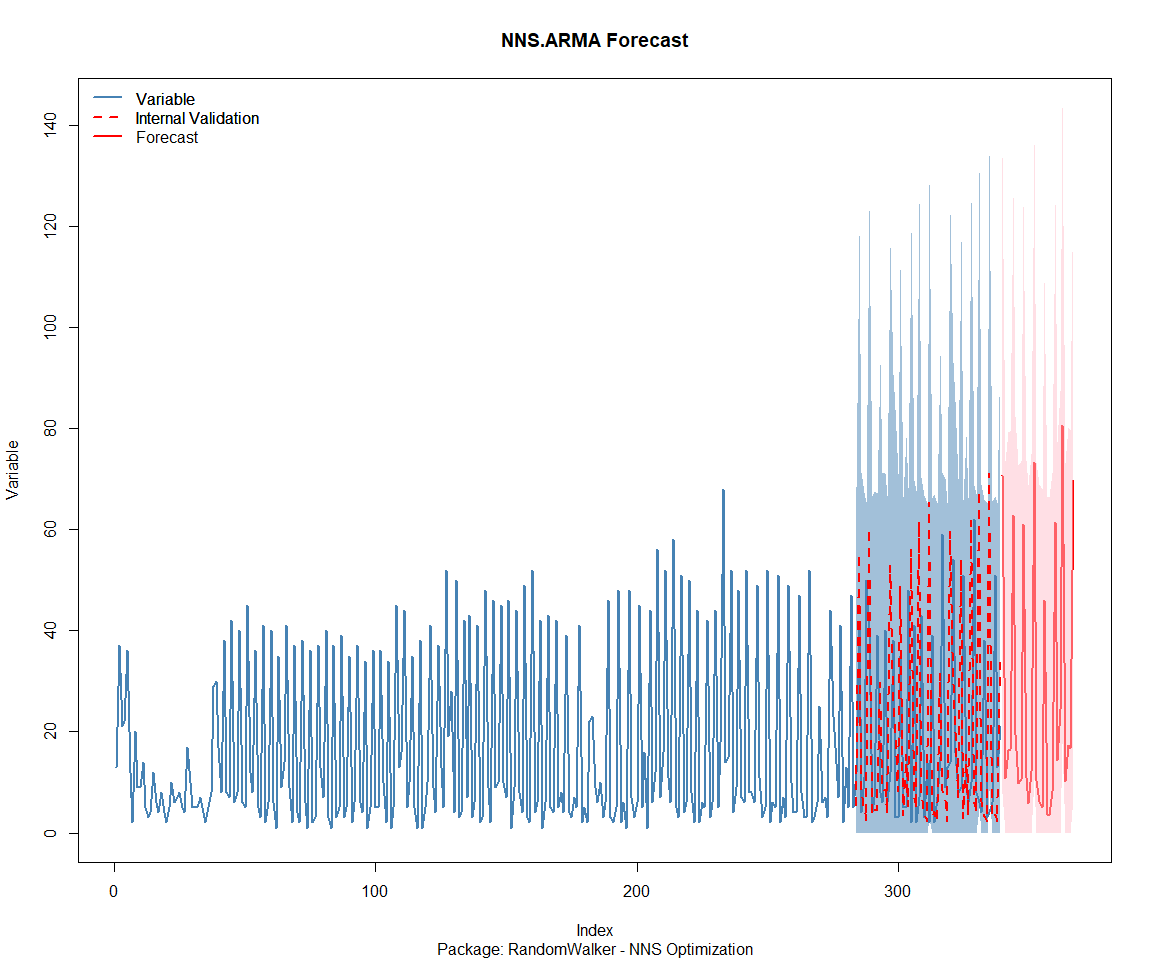 NNS.ARMA Forecast
Variable
Internal Validation
Forecast
140
120
100
80
60
40
20
0
Variable
0
100
200
300
Index
Package: RandomWalker - NNS Optimization